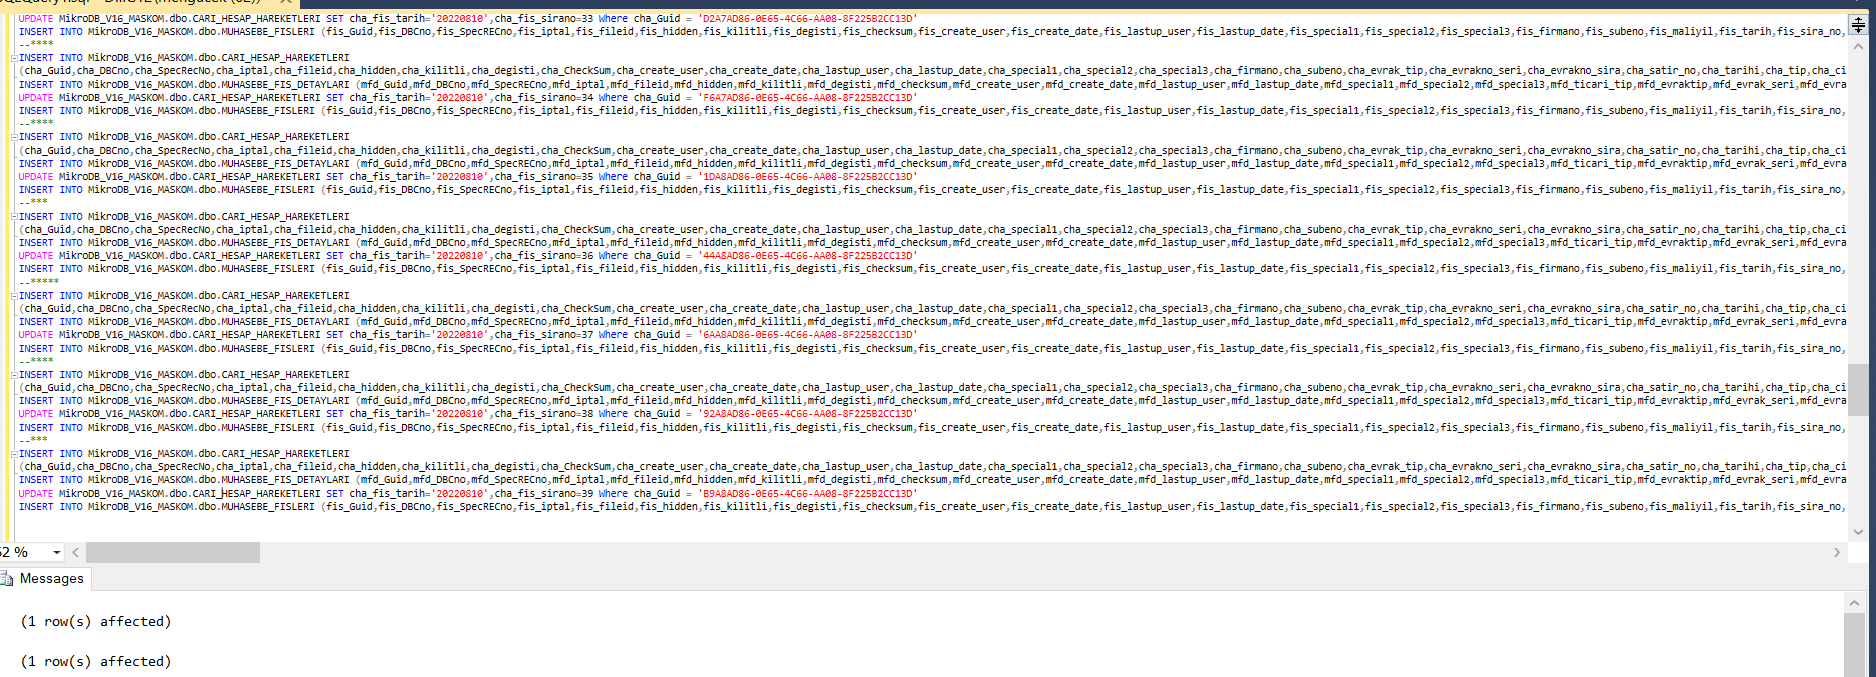 UPDATE MikroDB_V16_MASKOM.dbo.CARI_HESAP_HAREKETLERI SET cha_fis_tarih='20220810',cha_fis_sirano=33 Where cha_Guid = 'D2A7AD86-0E65-4C66-AA08-8F225B2CC13D'
INSERT INTO MikroDB_V16_MASKOM.dbo.MUHASEBE_FISLERI (fis_Guid,fis_DBCno,fis_SpecRECno,fis_iptal,fis_fileid,fis_hidden,fis_kilitli,fis_degisti,fis_checksum,fis_create_user,fis_create_date,fis_lastup_user,fis_lastup_date,fis_special1,fis_special2,fis_special3,fis_firmano,fis_subeno,fis_maliyil,fis_tarih,fis_sira_no,
--****
INSERT INTO MikroDB_V16_MASKOM.dbo.CARI_HESAP_HAREKETLERI
(cha_Guid,cha_DBCno,cha_SpecRecNo,cha_iptal,cha_fileid,cha_hidden,cha_kilitli,cha_degisti,cha_CheckSum,cha_create_user,cha_create_date,cha_lastup_user,cha_lastup_date,cha_special1,cha_special2,cha_special3,cha_firmano,cha_subeno,cha_evrak_tip,cha_evrakno_seri,cha_evrakno_sira,cha_satir_no,cha_tarihi,cha_tip,cha_ci
INSERT INTO MikroDB_V16_MASKOM.dbo.MUHASEBE_FIS_DETAYLARI (mfd_Guid,mfd_DBCno,mfd_SpecRECno,mfd_iptal,mfd_fileid,mfd_hidden,mfd_kilitli,mfd_degisti,mfd_checksum,mfd_create_user,mfd_create_date,mfd_lastup_user,mfd_lastup_date,mfd_special1,mfd_special2,mfd_special3,mfd_ticari_tip,mfd_evraktip,mfd_evrak_seri,mfd_evra
UPDATE MikroDB_V16_MASKOM.dbo.CARI_HESAP_HAREKETLERI SET cha_fis_tarih='20220810',cha_fis_sirano=34 Where cha_Guid = 'F6A7AD86-0E65-4C66-AA08-8F225B2CC13D'
INSERT INTO MikroDB_V16_MASKOM.dbo.MUHASEBE_FISLERI (fis_Guid,fis_DBCno,fis_SpecRECno,fis_iptal,fis_fileid,fis_hidden,fis_kilitli,fis_degisti,fis_checksum,fis_create_user,fis_create_date,fis_lastup_user,fis_lastup_date,fis_special1,fis_special2,fis_special3,fis_firmano,fis_subeno,fis_maliyil,fis_tarih,fis_sira_no,
--****
INSERT INTO MikroDB_V16_MASKOM.dbo.CARI_HESAP_HAREKETLERI
(cha_Guid,cha_DBCno,cha_SpecRecNo,cha_iptal,cha_fileid,cha_hidden,cha_kilitli,cha_degisti,cha_CheckSum,cha_create_user,cha_create_date,cha_lastup_user,cha_lastup_date,cha_special1,cha_special2,cha_special3,cha_firmano,cha_subeno,cha_evrak_tip,cha_evrakno_seri,cha_evrakno_sira,cha_satir_no,cha_tarihi,cha_tip,cha_ci
INSERT INTO MikroDB_V16_MASKOM.dbo.MUHASEBE_FIS_DETAYLARI (mfd_Guid,mfd_DBCno,mfd_SpecRECno,mfd_iptal,mfd_fileid,mfd_hidden,mfd_kilitli,mfd_degisti,mfd_checksum,mfd_create_user,mfd_create_date,mfd_lastup_user,mfd_lastup_date,mfd_special1,mfd_special2,mfd_special3,mfd_ticari_tip,mfd_evraktip,mfd_evrak_seri,mfd_evra
UPDATE MikroDB_V16_MASKOM.dbo.CARI_HESAP_HAREKETLERI SET cha_fis_tarih='20220810',cha_fis_sirano=35 Where cha_Guid = '1DA8AD86-0E65-4C66-AA08-8F225B2CC13D'
INSERT INTO MikroDB_V16_MASKOM.dbo.MUHASEBE_FISLERI (fis_Guid,fis_DBCno,fis_SpecRECno,fis_iptal,fis_fileid,fis_hidden,fis_kilitli,fis_degisti,fis_checksum,fis_create_user,fis_create_date,fis_lastup_user,fis_lastup_date,fis_special1,fis_special2,fis_special3,fis_firmano,fis_subeno,fis_maliyil,fis_tarih,fis_sira_no,
--***
INSERT INTO MikroDB_V16_MASKOM.dbo.CARI_HESAP_HAREKETLERI
(cha_Guid,cha_DBCno,cha_SpecRecNo,cha_iptal,cha_fileid,cha_hidden,cha_kilitli,cha_degisti,cha_CheckSum,cha_create_user,cha_create_date,cha_lastup_user,cha_lastup_date,cha_special1,cha_special2,cha_special3,cha_firmano,cha_subeno,cha_evrak_tip,cha_evrakno_seri,cha_evrakno_sira,cha_satir_no,cha_tarihi,cha_tip,cha_ci
INSERT INTO MikroDB_V16_MASKOM.dbo.MUHASEBE_FIS_DETAYLARI (mfd_Guid,mfd_DBCno,mfd_SpecRECno,mfd_iptal,mfd_fileid,mfd_hidden,mfd_kilitli,mfd_degisti,mfd_checksum,mfd_create_user,mfd_create_date,mfd_lastup_user,mfd_lastup_date,mfd_special1,mfd_special2,mfd_special3,mfd_ticari_tip,mfd_evraktip,mfd_evrak_seri,mfd_evra
UPDATE MikroDB_V16_MASKOM.dbo.CARI_HESAP_HAREKETLERI SET cha_fis_tarih='20220810',cha_fis_sirano=36 Where cha_Guid = '44A8AD86-0E65-4C66-AA08-8F225B2CC13D'
INSERT INTO MikroDB_V16_MASKOM.dbo.MUHASEBE_FISLERI (fis_Guid,fis_DBCno,fis_SpecRECno,fis_iptal,fis_fileid,fis_hidden,fis_kilitli,fis_degisti,fis_checksum,fis_create_user,fis_create_date,fis_lastup_user,fis_lastup_date,fis_special1,fis_special2,fis_special3,fis_firmano,fis_subeno,fis_maliyil,fis_tarih,fis_sira_no,
--*****
INSERT INTO MikroDB_V16_MASKOM.dbo.CARI_HESAP_HAREKETLERI
(cha_Guid,cha_DBCno,cha_SpecRecNo,cha_iptal,cha_fileid,cha_hidden,cha_kilitli,cha_degisti,cha_CheckSum,cha_create_user,cha_create_date,cha_lastup_user,cha_lastup_date,cha_special1,cha_special2,cha_special3,cha_firmano,cha_subeno,cha_evrak_tip,cha_evrakno_seri,cha_evrakno_sira,cha_satir_no,cha_tarihi,cha_tip,cha_ci
INSERT INTO MikroDB_V16_MASKOM.dbo.MUHASEBE_FIS_DETAYLARI (mfd_Guid,mfd_DBCno,mfd_SpecRECno,mfd_iptal,mfd_fileid,mfd_hidden,mfd_kilitli,mfd_degisti,mfd_checksum,mfd_create_user,mfd_create_date,mfd_lastup_user,mfd_lastup_date,mfd_special1,mfd_special2,mfd_special3,mfd_ticari_tip,mfd_evraktip,mfd_evrak_seri,mfd_evra
UPDATE MikroDB_V16_MASKOM.dbo.CARI_HESAP_HAREKETLERI SET cha_fis_tarih='20220810',cha_fis_sirano=37 Where cha_Guid = '6AA8AD86-0E65-4C66-AA08-8F225B2CC13D'
INSERT INTO MikroDB_V16_MASKOM.dbo.MUHASEBE_FISLERI (fis_Guid,fis_DBCno,fis_SpecRECno,fis_iptal,fis_fileid,fis_hidden,fis_kilitli,fis_degisti,fis_checksum,fis_create_user,fis_create_date,fis_lastup_user,fis_lastup_date,fis_special1,fis_special2,fis_special3,fis_firmano,fis_subeno,fis_maliyil,fis_tarih,fis_sira_no,
--****
INSERT INTO MikroDB_V16_MASKOM.dbo.CARI_HESAP_HAREKETLERI
(cha_Guid,cha_DBCno,cha_SpecRecNo,cha_iptal,cha_fileid,cha_hidden,cha_kilitli,cha_degisti,cha_CheckSum,cha_create_user,cha_create_date,cha_lastup_user,cha_lastup_date,cha_special1,cha_special2,cha_special3,cha_firmano,cha_subeno,cha_evrak_tip,cha_evrakno_seri,cha_evrakno_sira,cha_satir_no,cha_tarihi,cha_tip,cha_ci
INSERT INTO MikroDB_V16_MASKOM.dbo.MUHASEBE_FIS_DETAYLARI (mfd_Guid,mfd_DBCno,mfd_SpecRECno,mfd_iptal,mfd_fileid,mfd_hidden,mfd_kilitli,mfd_degisti,mfd_checksum,mfd_create_user,mfd_create_date,mfd_lastup_user,mfd_lastup_date,mfd_special1,mfd_special2,mfd_special3,mfd_ticari_tip,mfd_evraktip,mfd_evrak_seri,mfd_evra
UPDATE MikroDB_V16_MASKOM.dbo.CARI_HESAP_HAREKETLERI SET cha_fis_tarih='20220810',cha_fis_sirano=38 Where cha_Guid = '92A8AD86-0E65-4C66-AA08-8F225B2CC13D'
INSERT INTO MikroDB_V16_MASKOM.dbo.MUHASEBE_FISLERI (fis_Guid,fis_DBCno,fis_SpecRECno,fis_iptal,fis_fileid,fis_hidden,fis_kilitli,fis_degisti,fis_checksum,fis_create_user,fis_create_date,fis_lastup_user,fis_lastup_date,fis_special1,fis_special2,fis_special3,fis_firmano,fis_subeno,fis_maliyil,fis_tarih,fis_sira_no,
--***
INSERT INTO MikroDB_V16_MASKOM.dbo.CARI_HESAP_HAREKETLERI
(cha_Guid,cha_DBCno,cha_SpecRecNo,cha_iptal,cha_fileid,cha_hidden,cha_kilitli,cha_degisti,cha_CheckSum,cha_create_user,cha_create_date,cha_lastup_user,cha_lastup_date,cha_special1,cha_special2,cha_special3,cha_firmano,cha_subeno,cha_evrak_tip,cha_evrakno_seri,cha_evrakno_sira,cha_satir_no,cha_tarihi,cha_tip,cha_ci
INSERT INTO MikroDB_V16_MASKOM.dbo.MUHASEBE_FIS_DETAYLARI (mfd_Guid,mfd_DBCno,mfd_SpecRECno,mfd_iptal,mfd_fileid,mfd_hidden,mfd_kilitli,mfd_degisti,mfd_checksum,mfd_create_user,mfd_create_date,mfd_lastup_user,mfd_lastup_date,mfd_special1,mfd_special2,mfd_special3,mfd_ticari_tip,mfd_evraktip,mfd_evrak_seri,mfd_evra
UPDATE MikroDB_V16_MASKOM.dbo.CARI_HESAP_HAREKETLERI SET cha_fis_tarih='20220810',cha_fis_sirano=39 Where cha_Guid = 'B9A8AD86-0E65-4C66-AA08-8F225B2CC13D'
INSERT INTO MikroDB_V16_MASKOM.dbo.MUHASEBE_FISLERI (fis_Guid,fis_DBCno,fis_SpecRECno,fis_iptal,fis_fileid,fis_hidden,fis_kilitli,fis_degisti,fis_checksum,fis_create_user,fis_create_date,fis_lastup_user,fis_lastup_date,fis_special1,fis_special2,fis_special3,fis_firmano,fis_subeno,fis_maliyil,fis_tarih,fis_sira_no,
52 %
Messages
(1 row(s) affected)
(1 row(s) affected)